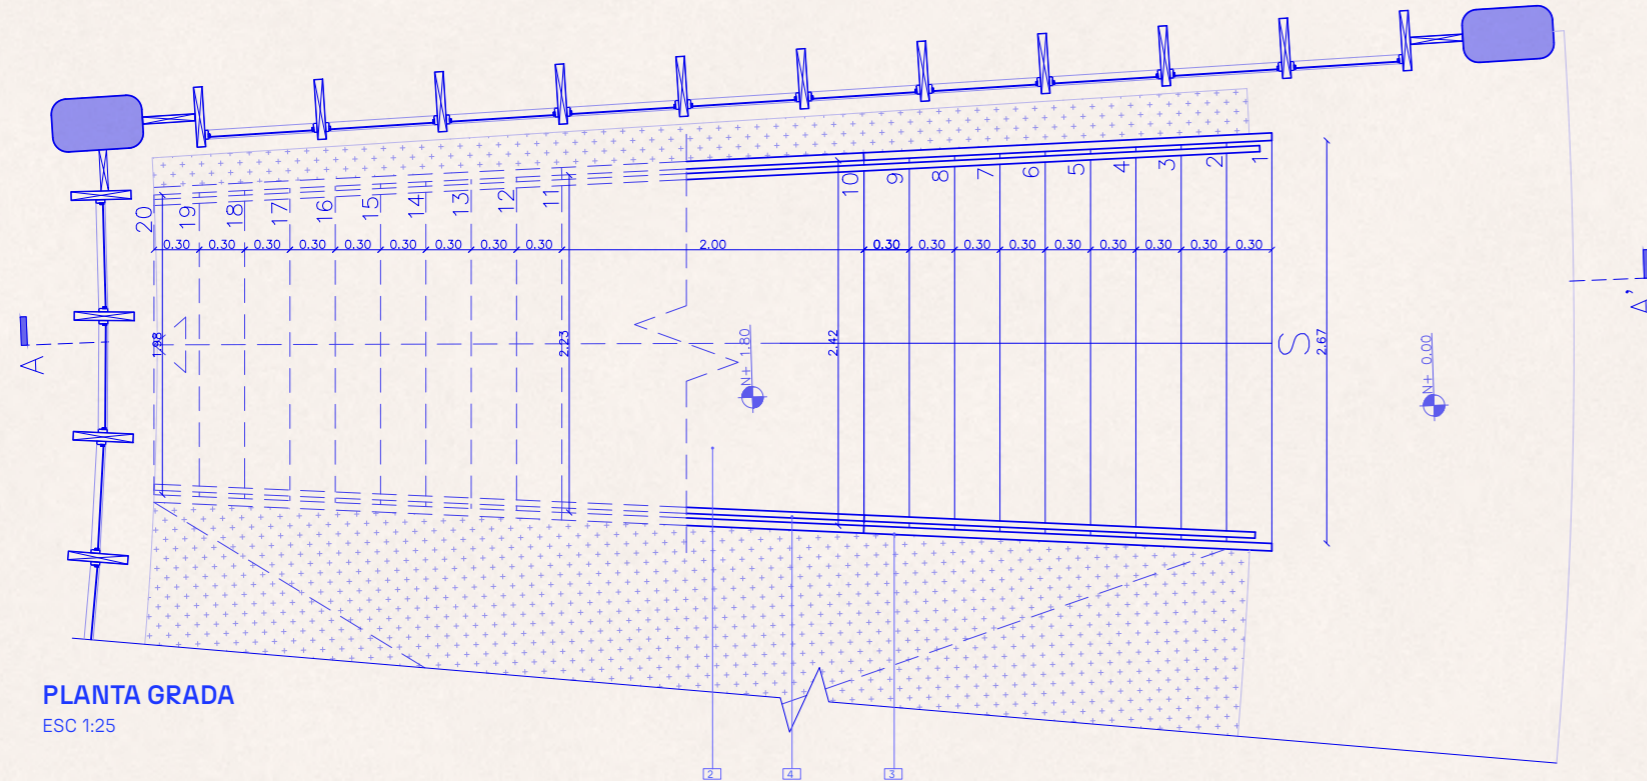 20 19 18 17 16 15 14 13 12 11 10 9 8 7 6 5 4 3 2 1
0.30 0.30 0.30 0.30 0.30 0.30 0.30 0.30 0.30 2.00 0.30 0.30 0.30 0.30 0.30 0.30 0.30 0.30 0.30
A
1.98
2.23
N+ 1.80
2.42
S
2.67
N+ 0.00
A'
PLANTA GRADA
ESC 1:25
2 4 3